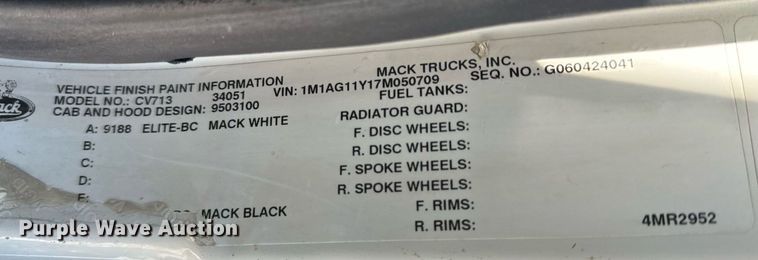 MACK TRUCKS, INC.
VEHICLE FINISH PAINT INFORMATION VIN: 1M1AG11Y17M050709 SEQ. NO.: G060424041
MODEL NO.: CV713 34051 FUEL TANKS:
CAB AND HOOD DESIGN: 9503100 RADIATOR GUARD:
A: 9188 ELITE-BC MACK WHITE F. DISC WHEELS:
B: R. DISC WHEELS:
C: F. SPOKE WHEELS:
D: R. SPOKE WHEELS:
E: F. RIMS:
MACK BLACK R. RIMS:
4MR2952
Mack
Purple Wave Auction